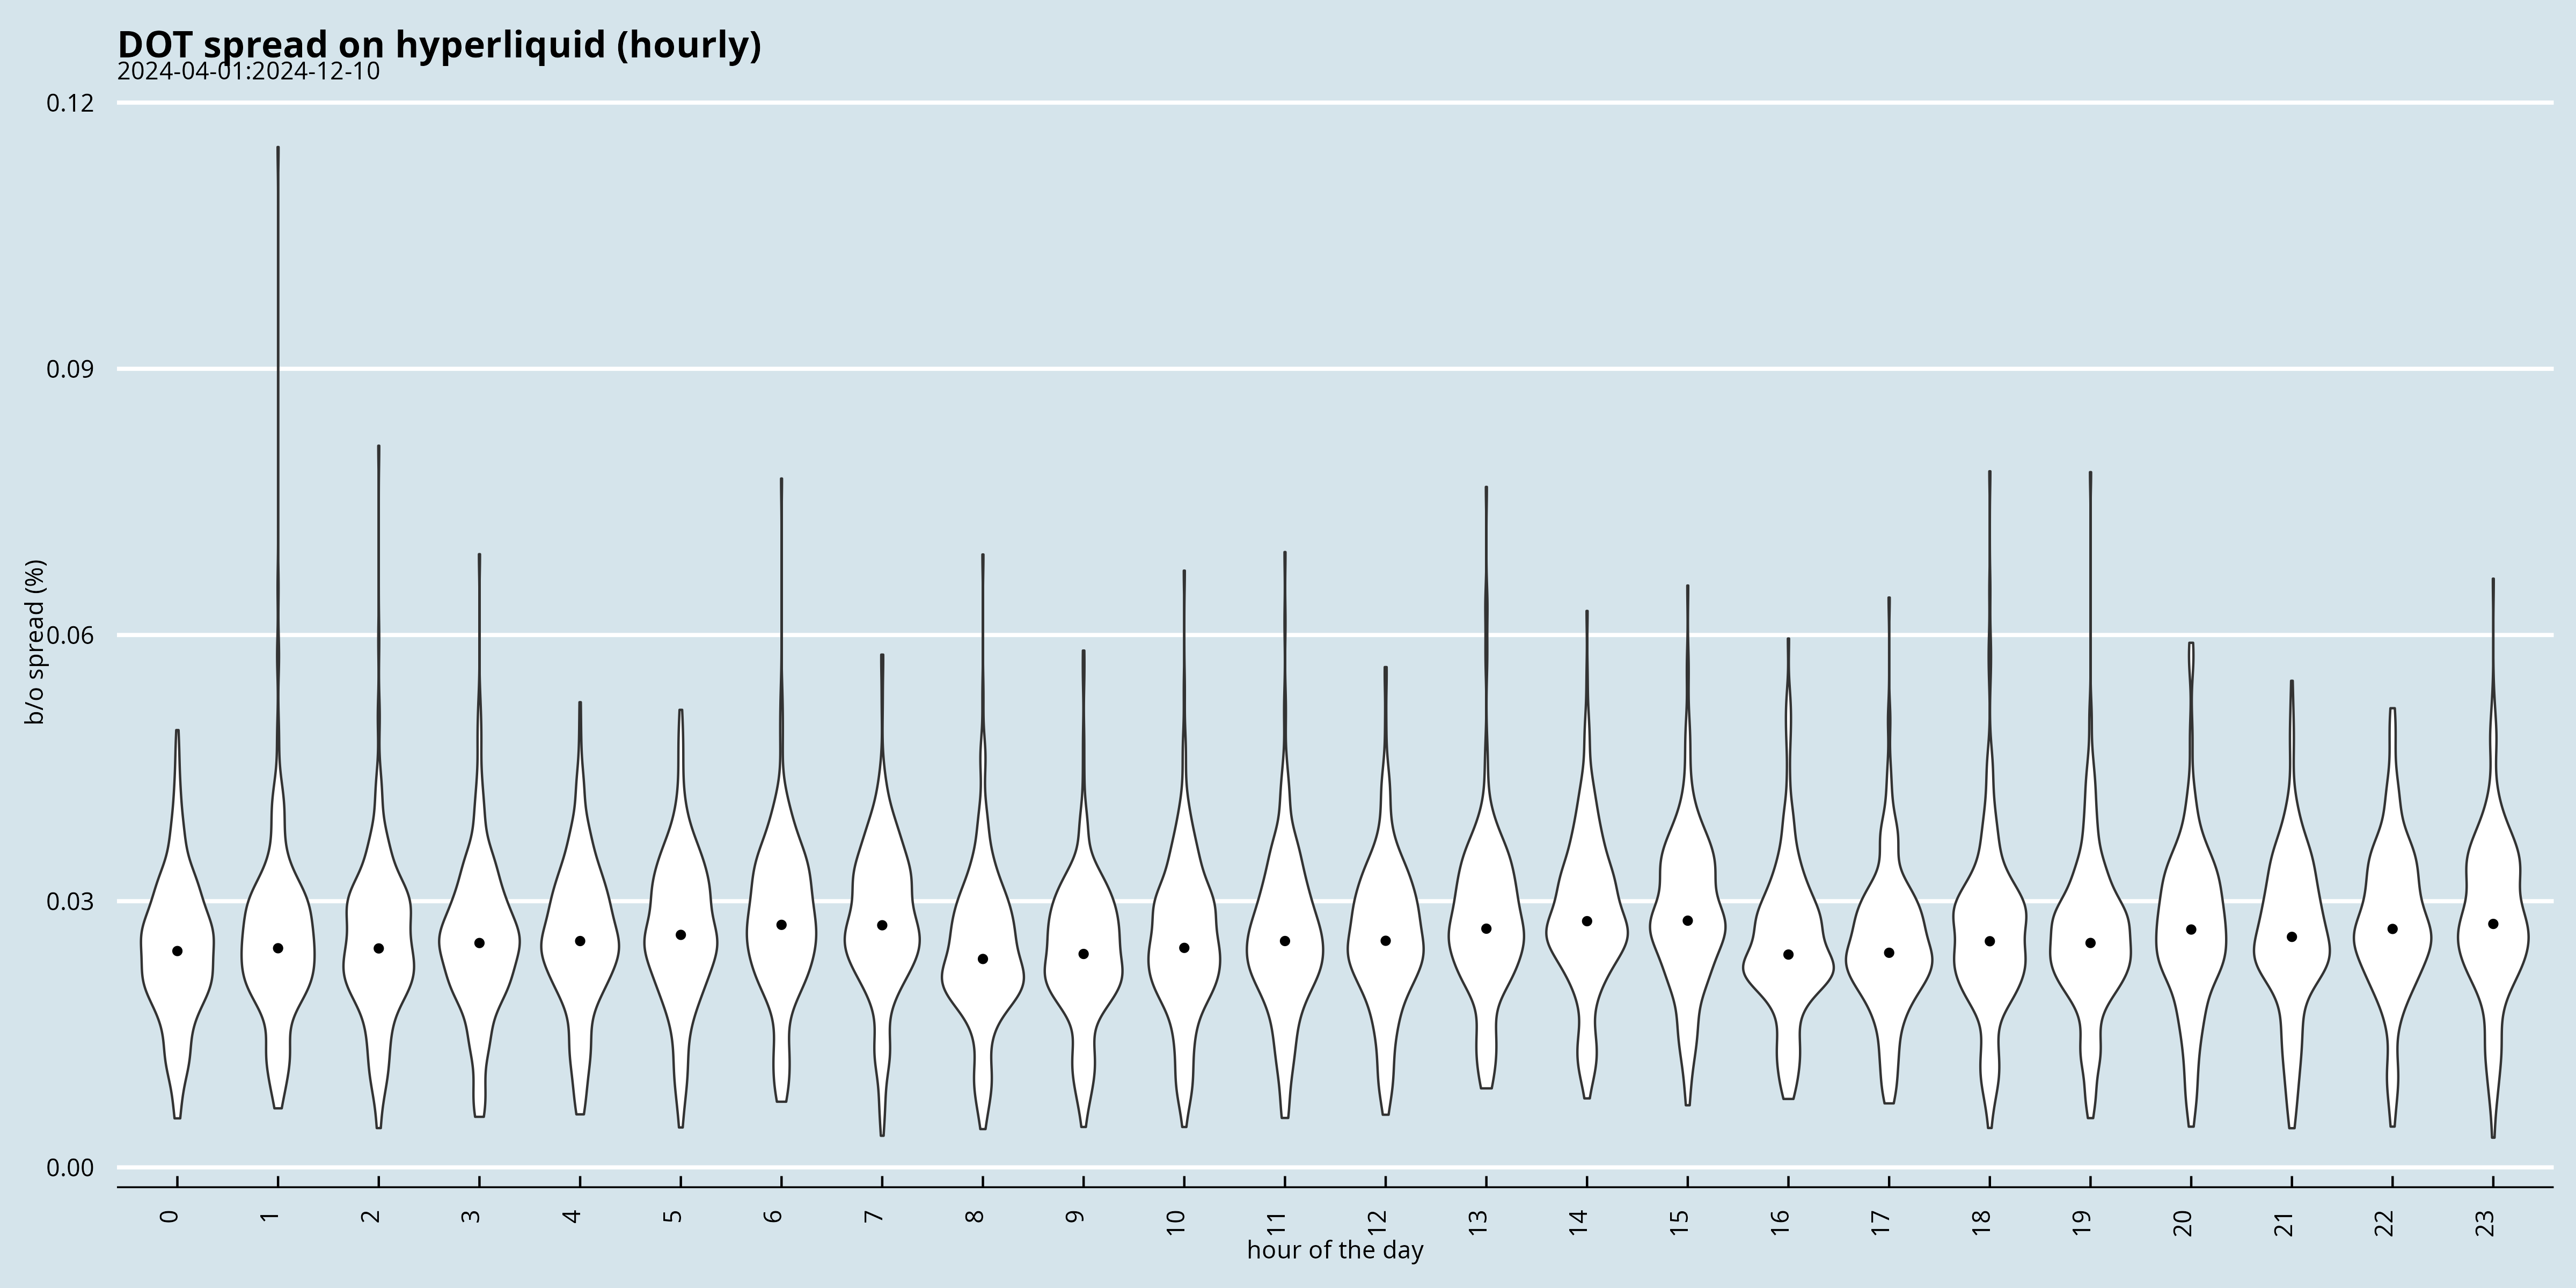 DOT spread on hyperliquid (hourly)
2024-04-01:2024-12-10
0.12
0.09
0.06
0.03
0.00
b/o spread (%)
0 1 2 3 4 5 6 7 8 9 10 11 12 13 14 15 16 17 18 19 20 21 22 23
hour of the day